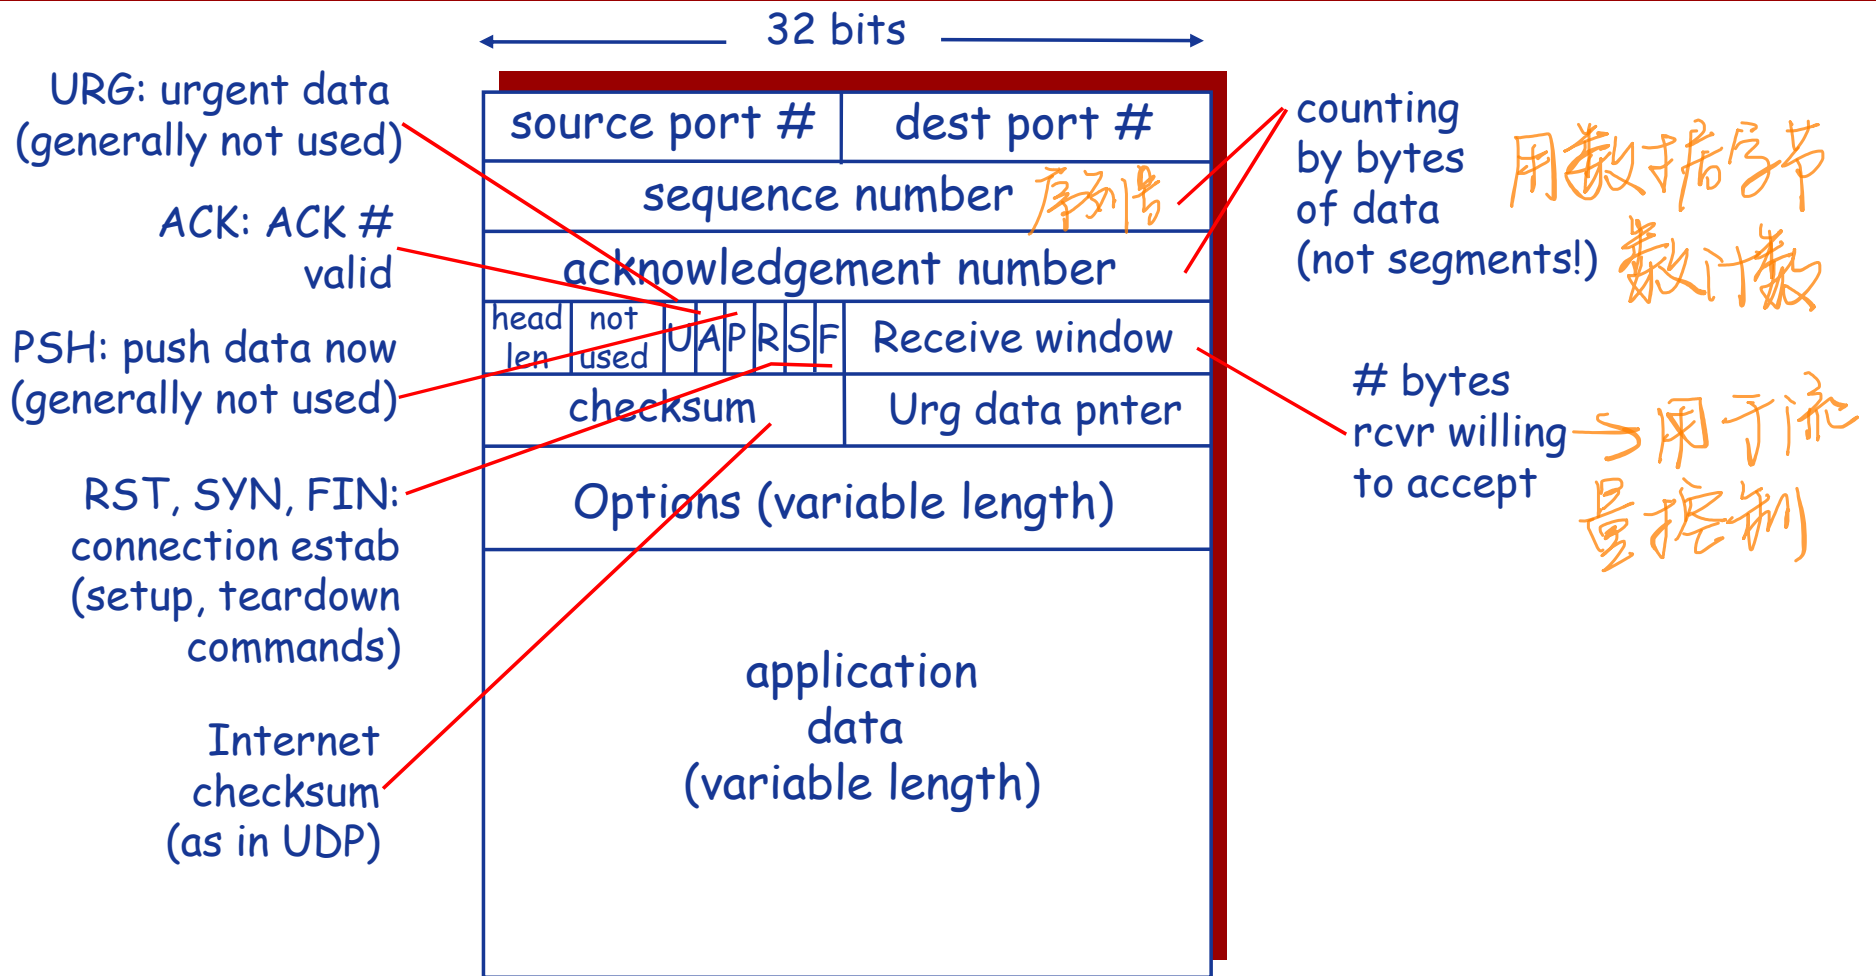 32 bits
URG: urgent data
(generally not used)
ACK: ACK #
valid
PSH: push data now
(generally not used)
RST, SYN, FIN:
connection estab
(setup, teardown
commands)
Internet
checksum
(as in UDP)
source port #
dest port #
sequence number 序列号
acknowledgement number
head
len
not
used
U A P R S F
Receive window
checksum
Urg data pnter
Options (variable length)
application
data
(variable length)
counting
by bytes
of data
(not segments!)
用数据字节
数计数
# bytes
rcvr willing
to accept
→用于流
量控制